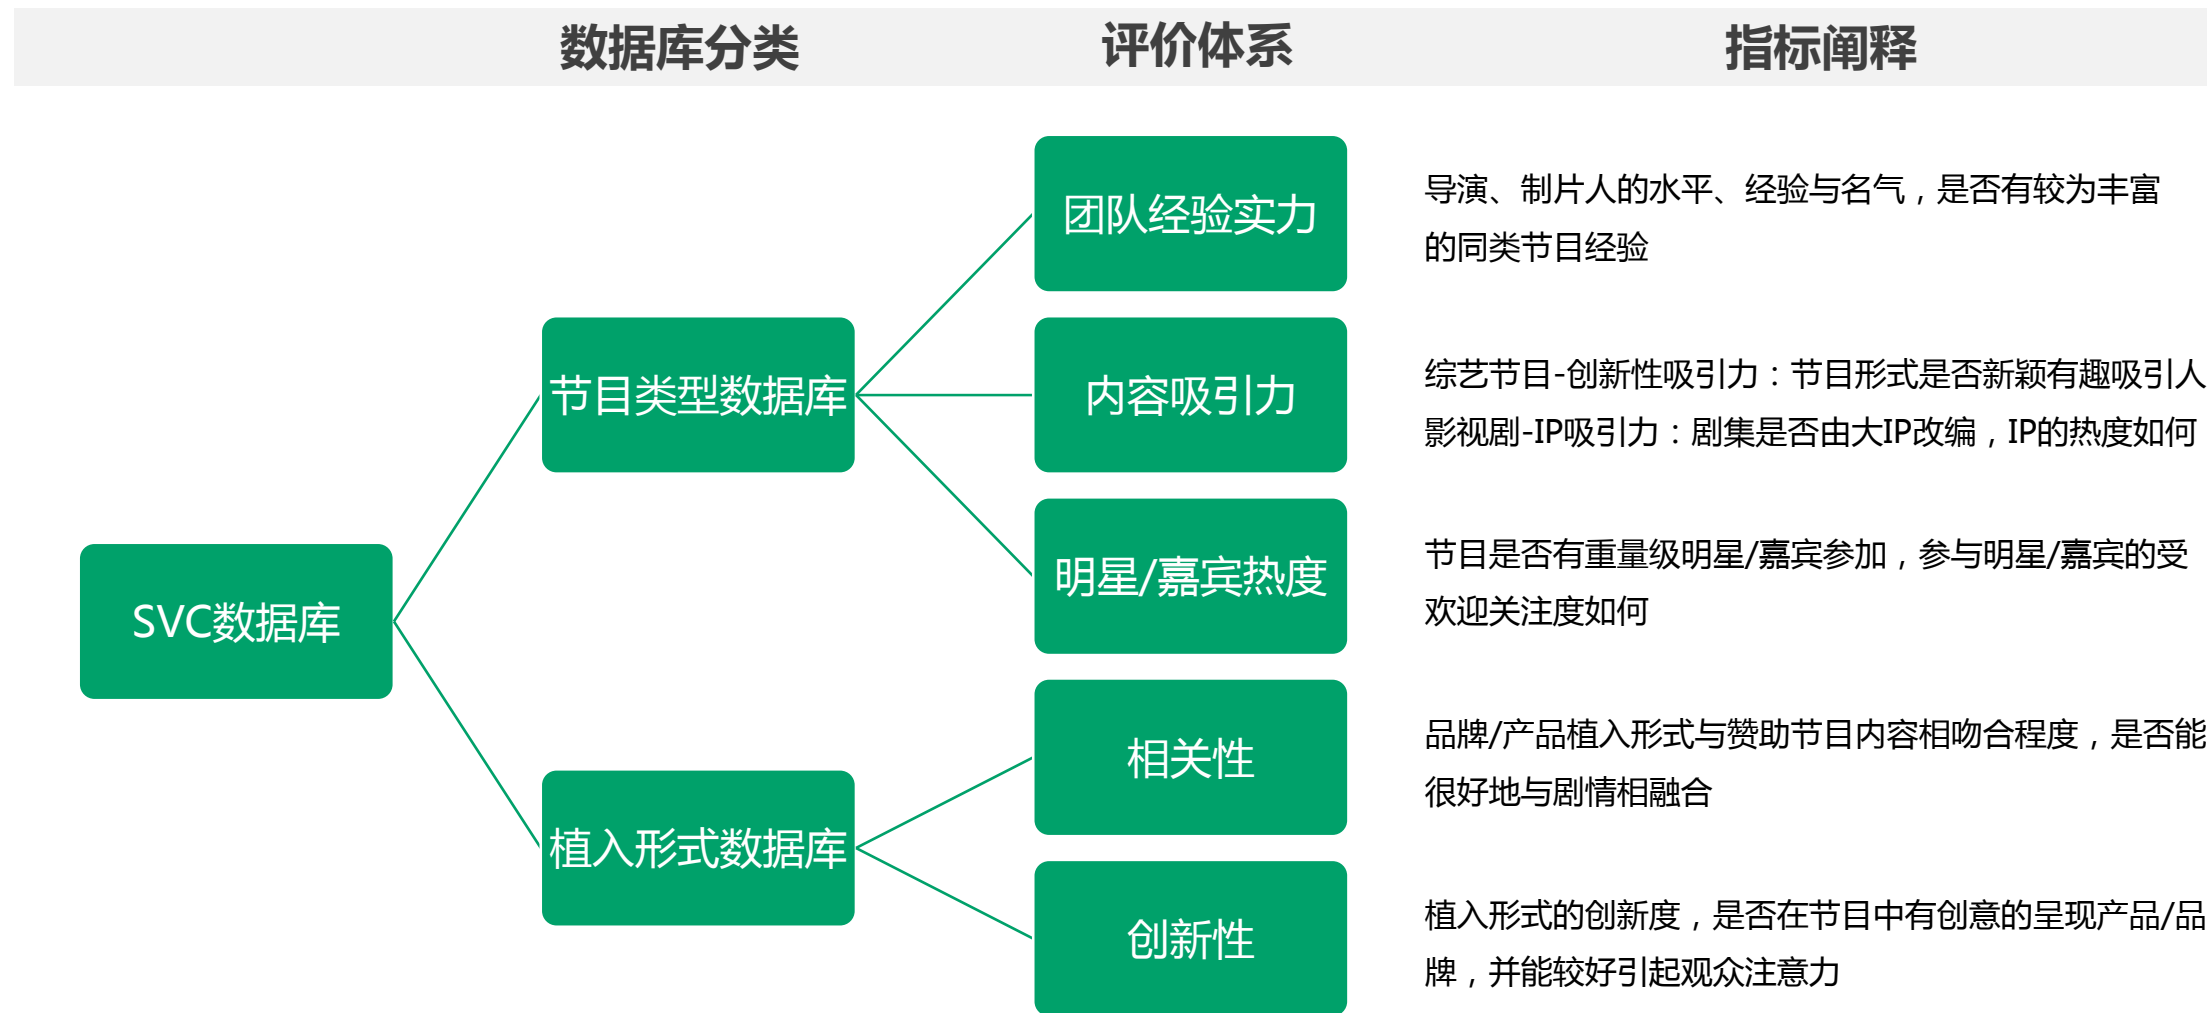 数据库分类
评价体系
指标阐释
团队经验实力
导演、制片人的水平、经验与名气，是否有较为丰富
的同类节目经验
节目类型数据库
内容吸引力
综艺节目-创新性吸引力：节目形式是否新颖有趣吸引人
影视剧-IP吸引力：剧集是否由大IP改编，IP的热度如何
明星/嘉宾热度
节目是否有重量级明星/嘉宾参加，参与明星/嘉宾的受
欢迎关注度如何
SVC数据库
相关性
品牌/产品植入形式与赞助节目内容相吻合程度，是否能
很好地与剧情相融合
植入形式数据库
创新性
植入形式的创新度，是否在节目中有创意的呈现产品/品
牌，并能较好引起观众注意力